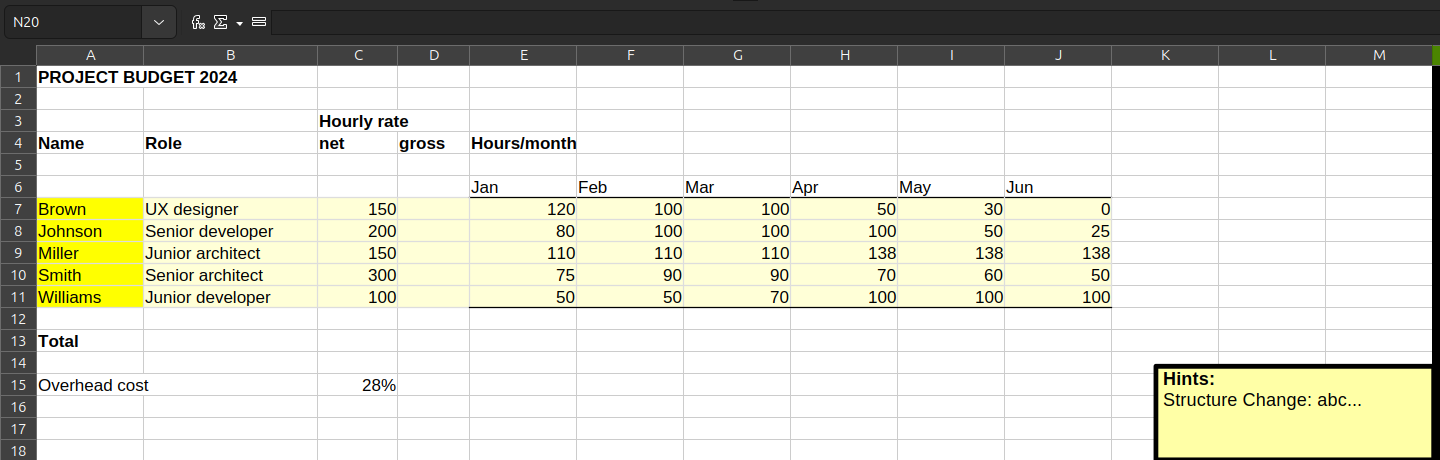 N20
A B C D E F G H I J K L M
1 PROJECT BUDGET 2024
2
3 Hourly rate
4 Name Role net gross Hours/month
5
6 Jan Feb Mar Apr May Jun
7 Brown UX designer 150 120 100 100 50 30 0
8 Johnson Senior developer 200 80 100 100 100 50 25
9 Miller Junior architect 150 110 110 110 138 138 138
10 Smith Senior architect 300 75 90 90 70 60 50
11 Williams Junior developer 100 50 50 70 100 100 100
12
13 Total
14
15 Overhead cost 28%
16
17
18
Hints:
Structure Change: abc...